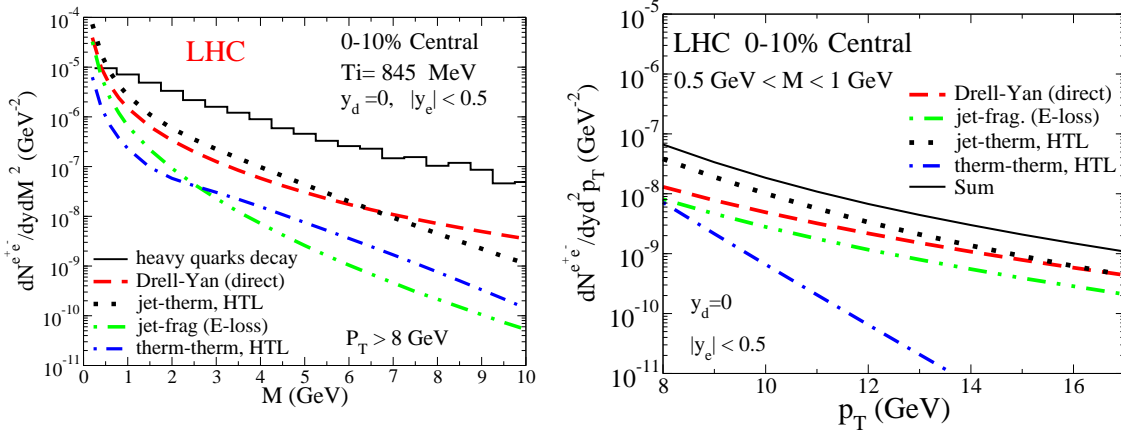 10^-4
10^-5
10^-6
10^-7
10^-8
10^-9
10^-10
10^-11
dN^e+e-/dydM^2 (GeV^-2)
LHC
0-10% Central
Ti= 845 MeV
y_d =0, |y_e| < 0.5
heavy quarks decay
Drell-Yan (direct)
jet-therm, HTL
jet-frag (E-loss)
therm-therm, HTL
P_T > 8 GeV
0 1 2 3 4 5 6 7 8 9 10
M (GeV)
10^-5
10^-6
10^-7
10^-8
10^-9
10^-10
10^-11
dN^e+e-/dyd^2p_T (GeV^-2)
LHC 0-10% Central
0.5 GeV < M < 1 GeV
Drell-Yan (direct)
jet-frag. (E-loss)
jet-therm, HTL
therm-therm, HTL
Sum
y_d=0
|y_e| < 0.5
8 10 12 14 16
p_T (GeV)